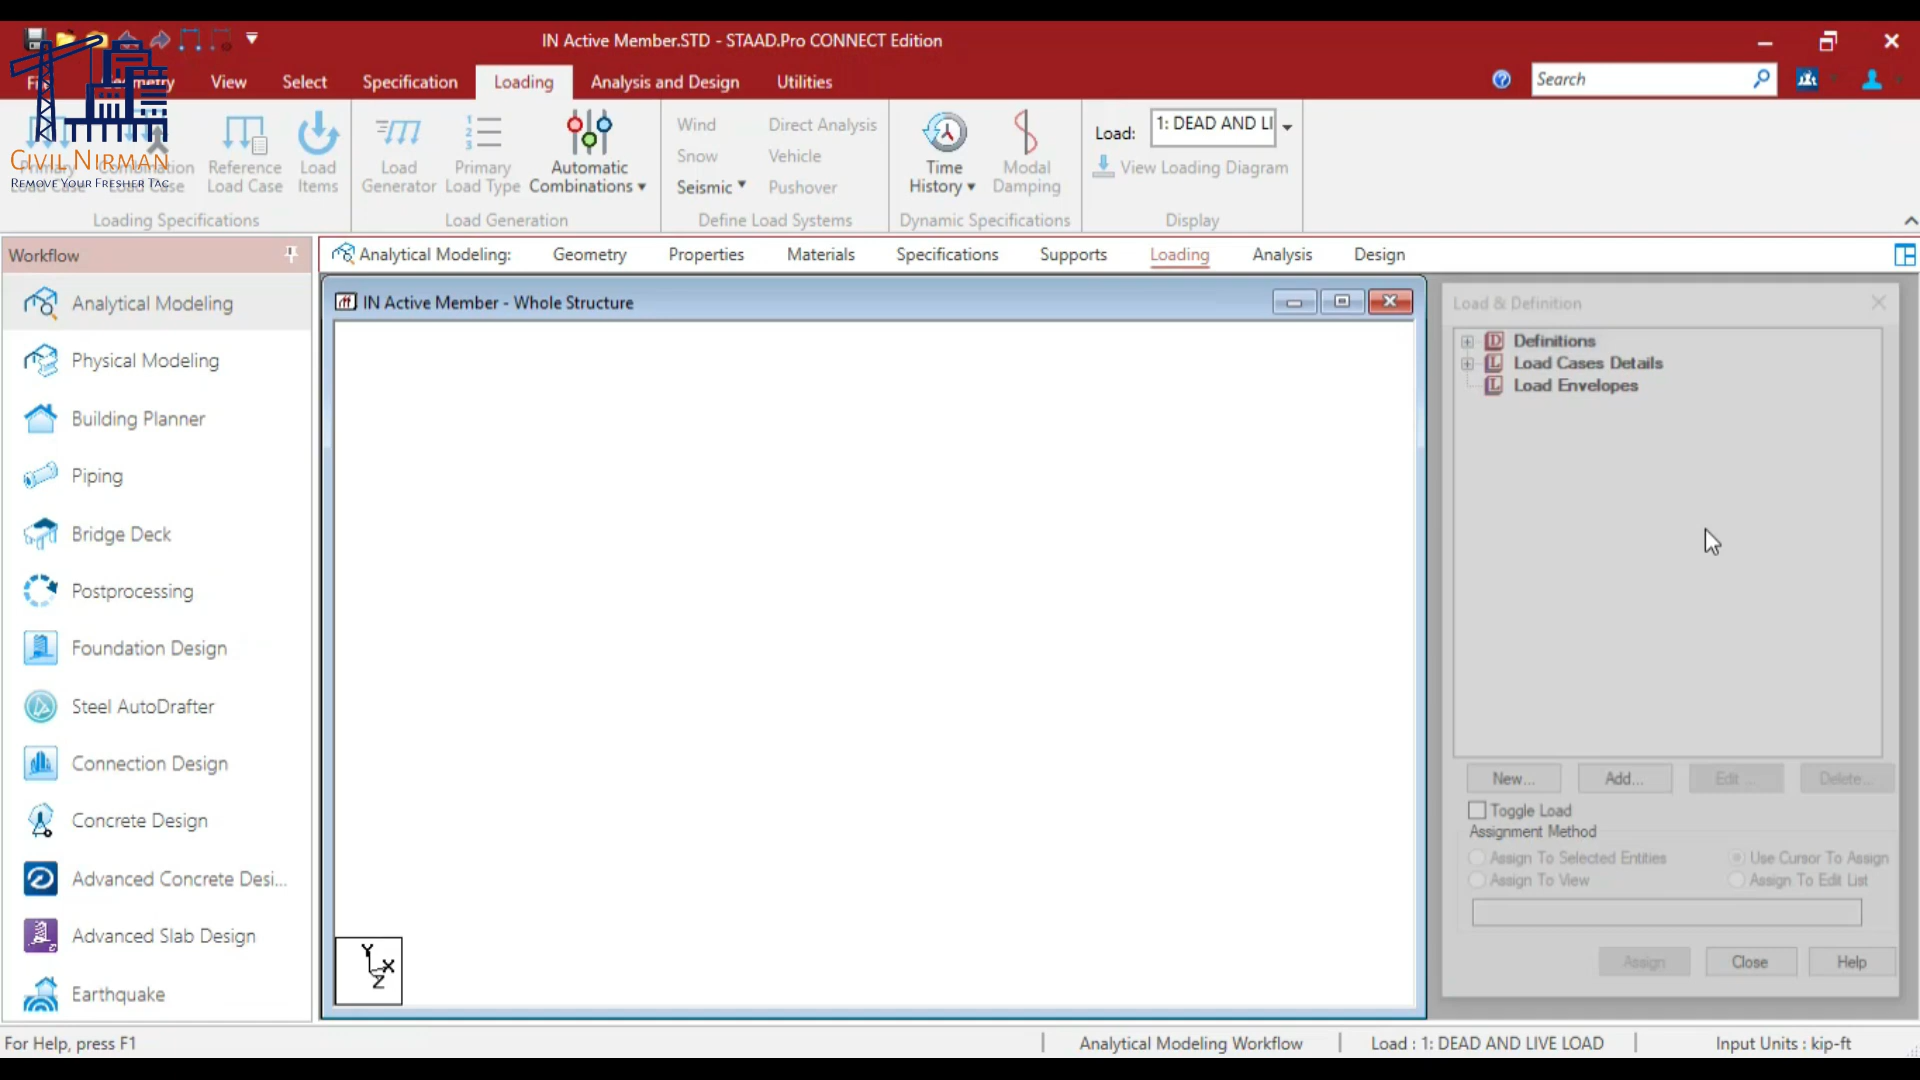 IN Active Member.STD - STAAD.Pro CONNECT Edition
View Select Specification Loading Analysis and Design Utilities
Search
CIVIL NIRMAN
REMOVE YOUR FRESHER TAG
Reference Load Case
Load Items
Loading Specifications
Load Generator
Primary Load Type
Automatic Combinations
Load Generation
Wind
Snow
Seismic
Direct Analysis
Vehicle
Pushover
Define Load Systems
Time History
Modal Damping
Dynamic Specifications
Load: 1: DEAD AND LI
View Loading Diagram
Display
Workflow
Analytical Modeling: Geometry Properties Materials Specifications Supports Loading Analysis Design
Analytical Modeling
Physical Modeling
Building Planner
Piping
Bridge Deck
Postprocessing
Foundation Design
Steel AutoDrafter
Connection Design
Concrete Design
Advanced Concrete Desi...
Advanced Slab Design
Earthquake
IN Active Member - Whole Structure
Y
X
Z
Load & Definition
Definitions
Load Cases Details
Load Envelopes
New... Add... Edit ... Delete...
Toggle Load
Assignment Method
Assign To Selected Entities Use Cursor To Assign
Assign To View Assign To Edit List
Assign Close Help
For Help, press F1
Analytical Modeling Workflow
Load : 1: DEAD AND LIVE LOAD
Input Units : kip-ft